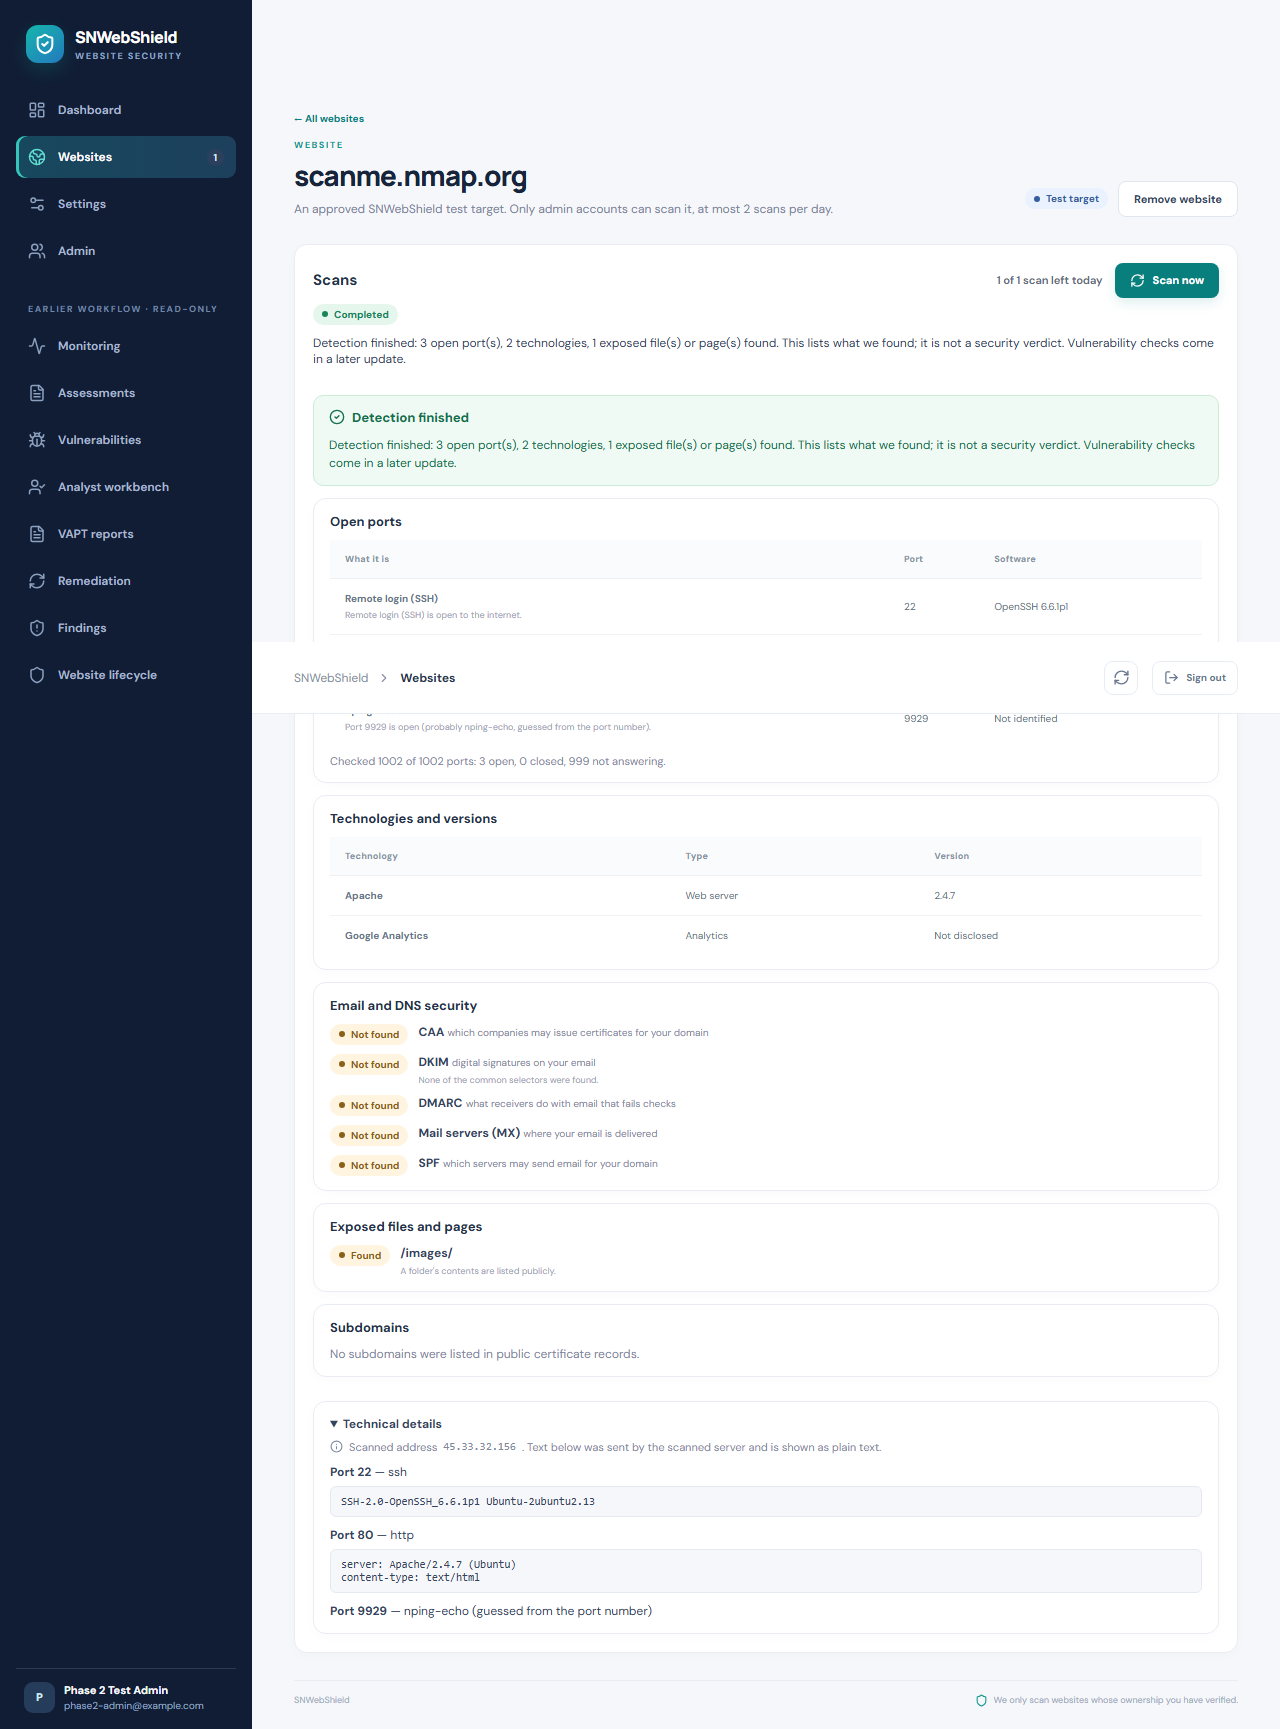 SNWebShield
WEBSITE SECURITY
Dashboard
Websites 1
Settings
Admin
EARLIER WORKFLOW · READ-ONLY
Monitoring
Assessments
Vulnerabilities
Analyst workbench
VAPT reports
Remediation
Findings
Website lifecycle
P
Phase 2 Test Admin
phase2-admin@example.com
← All websites
WEBSITE
scanme.nmap.org
An approved SNWebShield test target. Only admin accounts can scan it, at most 2 scans per day.
Test target
Remove website
Scans
1 of 1 scan left today
Scan now
Completed
Detection finished: 3 open port(s), 2 technologies, 1 exposed file(s) or page(s) found. This lists what we found; it is not a security verdict. Vulnerability checks come
in a later update.
Detection finished
Detection finished: 3 open port(s), 2 technologies, 1 exposed file(s) or page(s) found. This lists what we found; it is not a security verdict. Vulnerability checks
come in a later update.
Open ports
What it is Port Software
Remote login (SSH)
Remote login (SSH) is open to the internet.
22 OpenSSH 6.6.1p1
SNWebShield > Websites
Sign out
Port 9929 is open (probably nping-echo, guessed from the port number).
9929 Not identified
Checked 1002 of 1002 ports: 3 open, 0 closed, 999 not answering.
Technologies and versions
Technology Type Version
Apache Web server 2.4.7
Google Analytics Analytics Not disclosed
Email and DNS security
Not found CAA which companies may issue certificates for your domain
Not found DKIM digital signatures on your email
None of the common selectors were found.
Not found DMARC what receivers do with email that fails checks
Not found Mail servers (MX) where your email is delivered
Not found SPF which servers may send email for your domain
Exposed files and pages
Found /images/
A folder's contents are listed publicly.
Subdomains
No subdomains were listed in public certificate records.
▼ Technical details
Scanned address 45.33.32.156 . Text below was sent by the scanned server and is shown as plain text.
Port 22 — ssh
SSH-2.0-OpenSSH_6.6.1p1 Ubuntu-2ubuntu2.13
Port 80 — http
server: Apache/2.4.7 (Ubuntu)
content-type: text/html
Port 9929 — nping-echo (guessed from the port number)
SNWebShield
We only scan websites whose ownership you have verified.